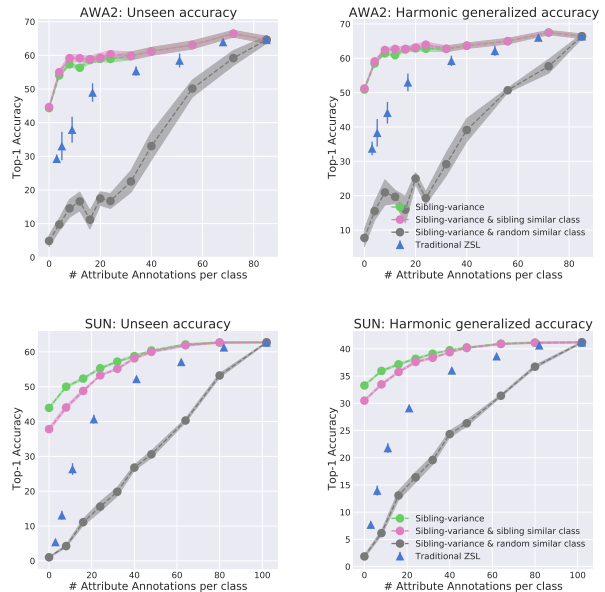 AWA2: Unseen accuracy
Top-1 Accuracy
70
60
50
40
30
20
10
0
0 20 40 60 80
# Attribute Annotations per class
AWA2: Harmonic generalized accuracy
Top-1 Accuracy
70
60
50
40
30
20
10
Sibling-variance
Sibling-variance & sibling similar class
Sibling-variance & random similar class
Traditional ZSL
0 20 40 60 80
# Attribute Annotations per class
SUN: Unseen accuracy
Top-1 Accuracy
60
50
40
30
20
10
0
0 20 40 60 80 100
# Attribute Annotations per class
SUN: Harmonic generalized accuracy
Top-1 Accuracy
40
35
30
25
20
15
10
5
0
Sibling-variance
Sibling-variance & sibling similar class
Sibling-variance & random similar class
Traditional ZSL
0 20 40 60 80 100
# Attribute Annotations per class